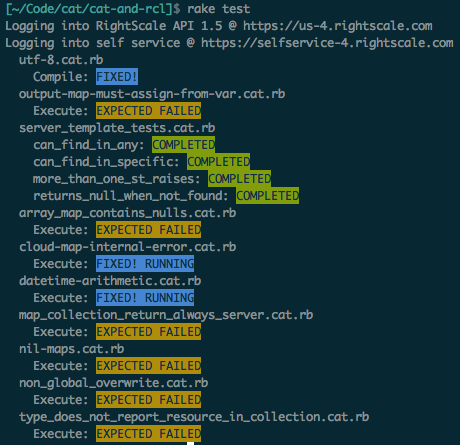 [~/Code/cat/cat-and-rcl]$ rake test
Logging into RightScale API 1.5 @ https://us-4.rightscale.com
Logging into self service @ https://selfservice-4.rightscale.com
utf-8.cat.rb
Compile: FIXED!
output-map-must-assign-from-var.cat.rb
Execute: EXPECTED FAILED
server_template_tests.cat.rb
can_find_in_any: COMPLETED
can_find_in_specific: COMPLETED
more_than_one_st_raises: COMPLETED
returns_null_when_not_found: COMPLETED
array_map_contains_nulls.cat.rb
Execute: EXPECTED FAILED
cloud-map-internal-error.cat.rb
Execute: FIXED! RUNNING
datetime-arithmetic.cat.rb
Execute: FIXED! RUNNING
map_collection_return_always_server.cat.rb
Execute: EXPECTED FAILED
nil-maps.cat.rb
Execute: EXPECTED FAILED
non_global_overwrite.cat.rb
Execute: EXPECTED FAILED
type_does_not_report_resource_in_collection.cat.rb
Execute: EXPECTED FAILED